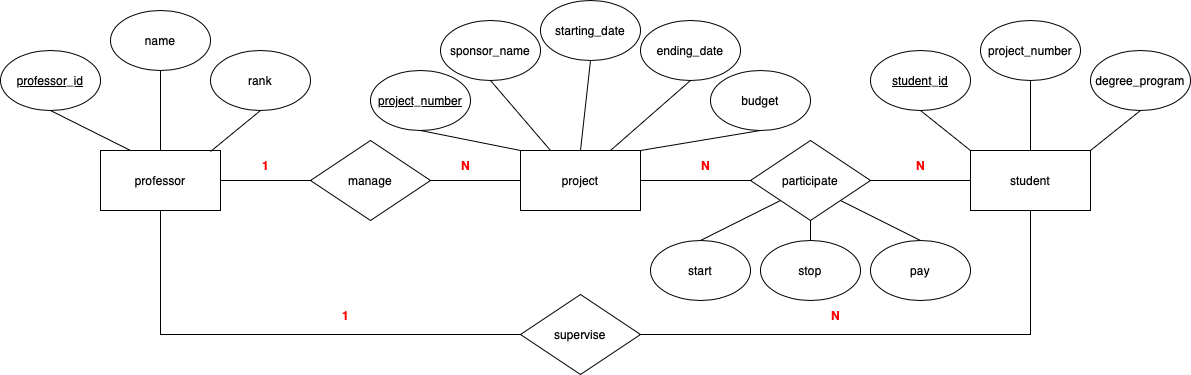 name
professor_id
rank
starting_date
sponsor_name
ending_date
project_number
budget
project_number
student_id
degree_program
1
N
N
N
professor
manage
project
participate
student
start
stop
pay
1
N
supervise